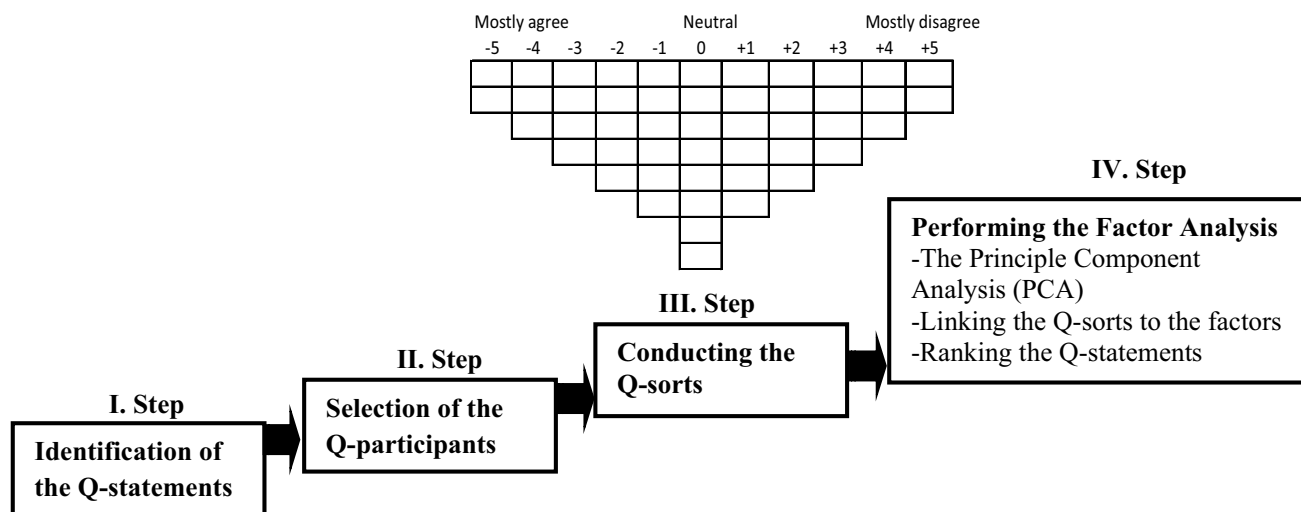 Mostly agree Neutral Mostly disagree
-5 -4 -3 -2 -1 0 +1 +2 +3 +4 +5
IV. Step
Performing the Factor Analysis
-The Principle Component
Analysis (PCA)
-Linking the Q-sorts to the factors
-Ranking the Q-statements
III. Step
Conducting the
Q-sorts
II. Step
Selection of the
Q-participants
I. Step
Identification of
the Q-statements